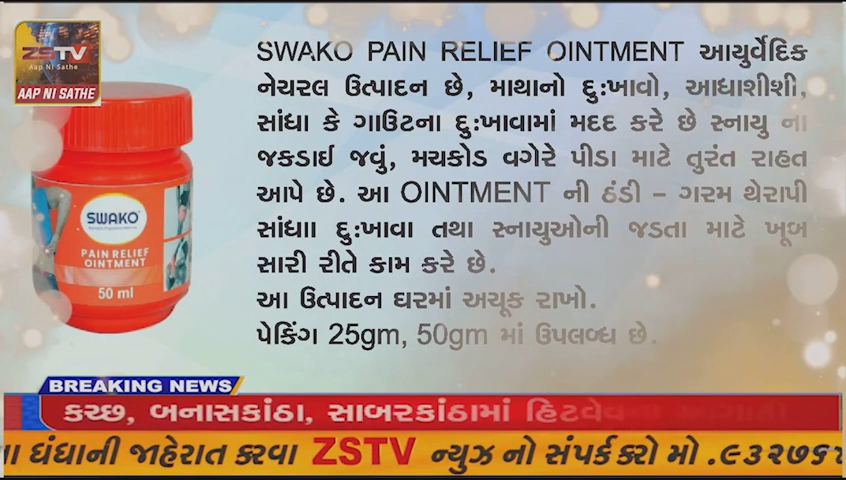 ZSTV
Aap Ni Sathe
AAP NI SATHE
SWAKO PAIN RELIEF OINTMENT આયુર્વેદિક
નેચરલ ઉત્પાદન છે, માથાનો દુઃખાવો, આધાશીશી,
સાંધા કે ગાઉટના દુઃખાવામાં મદદ કરે છે સ્નાયુ ના
જકડાઈ જવું, મચકોડ વગેરે પીડા માટે તુરંત રાહત
આપે છે. આ OINTMENT ની ઠંડી – ગરમ થેરાપી
સાંધાા દુઃખાવા તથા સ્નાયુઓની જડતા માટે ખૂબ
સારી રીતે કામ કરે છે.
આ ઉત્પાદન ઘરમાં અચૂક રાખો.
પેકિંગ 25gm, 50gm માં ઉપલબ્ધ છે.
SWAKO
PAIN RELIEF
OINTMENT
50 ml
BREAKING NEWS
કચ્છ, બનાસકાંઠા, સાબરકાંઠામાં હિટવેવના
ધંધાની જાહેરાત કરવા ZSTV ન્યુઝ નો સંપર્ક કરો મો .૯૩૨૭૬